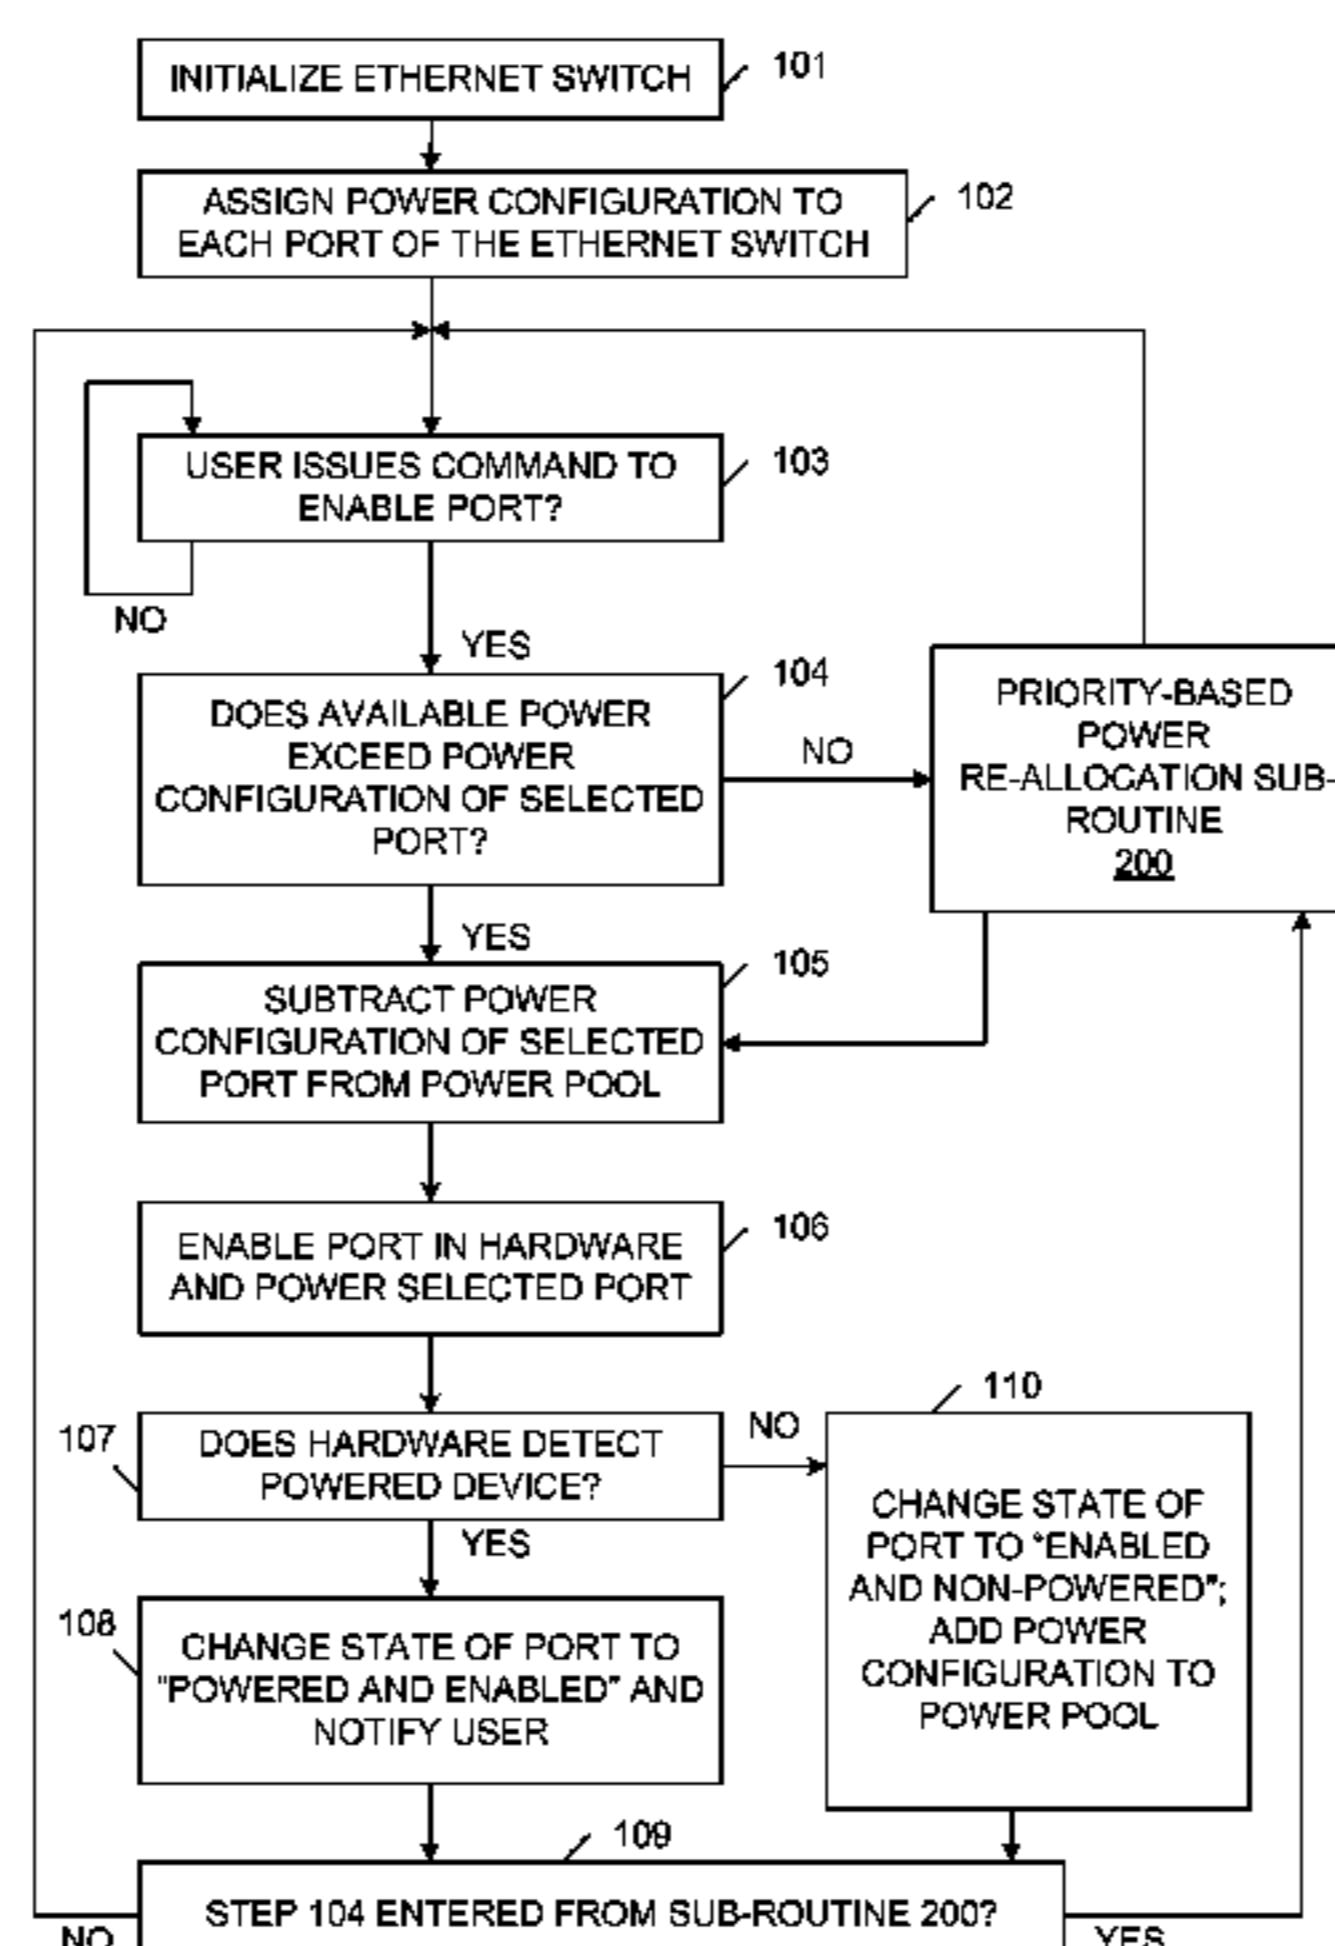 INITIALIZE ETHERNET SWITCH
101
ASSIGN POWER CONFIGURATION TO
EACH PORT OF THE ETHERNET SWITCH
102
USER ISSUES COMMAND TO
ENABLE PORT?
103
NO
YES
DOES AVAILABLE POWER
EXCEED POWER
CONFIGURATION OF SELECTED
PORT?
104
NO
PRIORITY-BASED
POWER
RE-ALLOCATION SUB-
ROUTINE
200
YES
SUBTRACT POWER
CONFIGURATION OF SELECTED
PORT FROM POWER POOL
105
ENABLE PORT IN HARDWARE
AND POWER SELECTED PORT
106
107
DOES HARDWARE DETECT
POWERED DEVICE?
NO
110
CHANGE STATE OF
PORT TO “ENABLED
AND NON-POWERED”;
ADD POWER
CONFIGURATION TO
POWER POOL
YES
108
CHANGE STATE OF PORT TO
“POWERED AND ENABLED” AND
NOTIFY USER
109
STEP 104 ENTERED FROM SUB-ROUTINE 200?
NO
YES